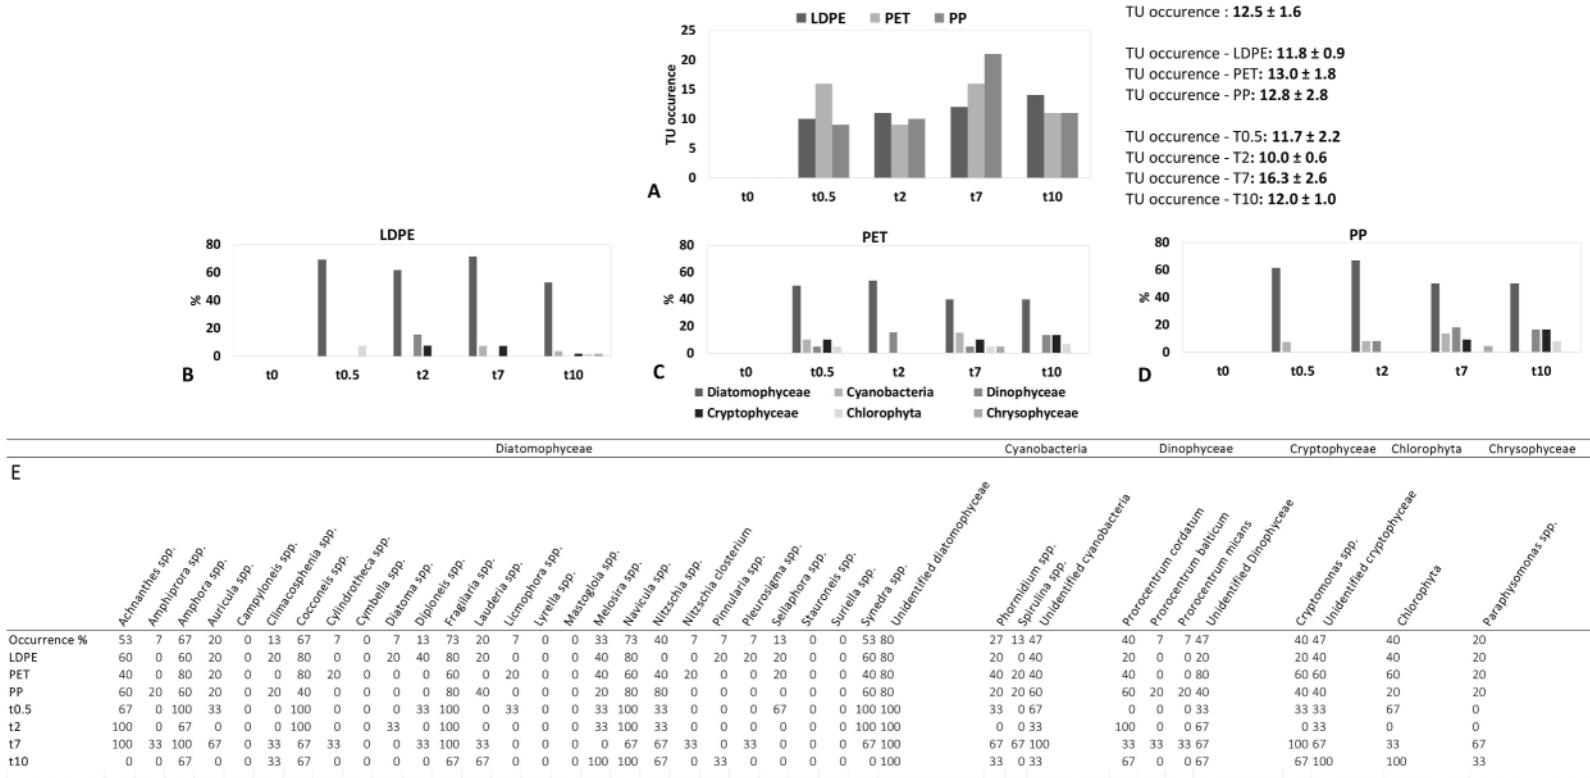 LDPE PET PP
TU occurence
25
20
15
10
5
0
t0 t0.5 t2 t7 t10
A
TU occurence : 12.5 ± 1.6
TU occurence - LDPE: 11.8 ± 0.9
TU occurence - PET: 13.0 ± 1.8
TU occurence - PP: 12.8 ± 2.8
TU occurence - T0.5: 11.7 ± 2.2
TU occurence - T2: 10.0 ± 0.6
TU occurence - T7: 16.3 ± 2.6
TU occurence - T10: 12.0 ± 1.0
LDPE
%
80
60
40
20
0
t0 t0.5 t2 t7 t10
B
PET
%
80
60
40
20
0
t0 t0.5 t2 t7 t10
C
Diatomophyceae Cyanobacteria Dinophyceae
Cryptophyceae Chlorophyta Chrysophyceae
PP
%
80
60
40
20
0
t0 t0.5 t2 t7 t10
D
Diatomophyceae Cyanobacteria Dinophyceae Cryptophyceae Chlorophyta Chrysophyceae
E
Achnanthes spp.
Amphiprora spp.
Amphora spp.
Auricula spp.
Campyloneis spp.
Climacosphenia spp.
Cocconeis spp.
Cylindrotheca spp.
Cymbella spp.
Diatoma spp.
Diploneis spp.
Fragilaria spp.
Lauderia spp.
Licmophora spp.
Lyrella spp.
Mastogloia spp.
Melosira spp.
Navicula spp.
Nitzschia spp.
Nitzschia closterium
Pinnularia spp.
Pleurosigma spp.
Sellaphora spp.
Stauroneis spp.
Suriella spp.
Synedra spp.
Unidentified diatomophyceae
Phormidium spp.
Spirulina spp.
Unidentified cyanobacteria
Prorocentrum cordatum
Prorocentrum balticum
Prorocentrum micans
Unidentified Dinophyceae
Cryptomonas spp.
Unidentified cryptophyceae
Chlorophyta
Paraphysomonas spp.
Occurrence % 53 7 67 20 0 13 67 7 0 7 13 73 20 7 0 0 33 73 40 7 7 7 13 0 0 53 80 27 13 47 40 7 7 47 40 47 40 20
LDPE 60 0 60 20 0 20 80 0 0 20 40 80 20 0 0 0 40 80 0 0 20 20 20 0 0 60 80 20 0 40 20 0 0 20 20 40 40 20
PET 40 0 80 20 0 0 80 20 0 0 0 60 0 20 0 0 40 60 40 20 0 0 20 0 0 40 80 40 20 40 40 0 0 80 60 60 60 20
PP 60 20 60 20 0 20 40 0 0 0 0 80 40 0 0 0 20 80 80 0 0 0 0 0 0 60 80 20 20 60 60 20 20 40 40 40 20 20
t0.5 67 0 100 33 0 0 100 0 0 0 33 100 0 33 0 0 33 100 33 0 0 0 67 0 0 100 100 33 0 67 0 0 0 33 33 33 67 0
t2 100 0 67 0 0 0 100 0 0 33 0 100 0 0 0 0 33 100 33 0 0 0 0 0 0 100 100 0 0 33 100 0 0 67 0 33 0 0
t7 100 33 100 67 0 33 67 33 0 0 33 100 33 0 0 0 0 67 67 33 0 33 0 0 0 67 100 67 67 100 33 33 33 67 100 67 33 67
t10 0 0 67 0 0 33 67 0 0 0 0 67 67 0 0 0 100 100 67 0 33 0 0 0 0 0 100 33 0 33 67 0 0 67 67 100 100 33